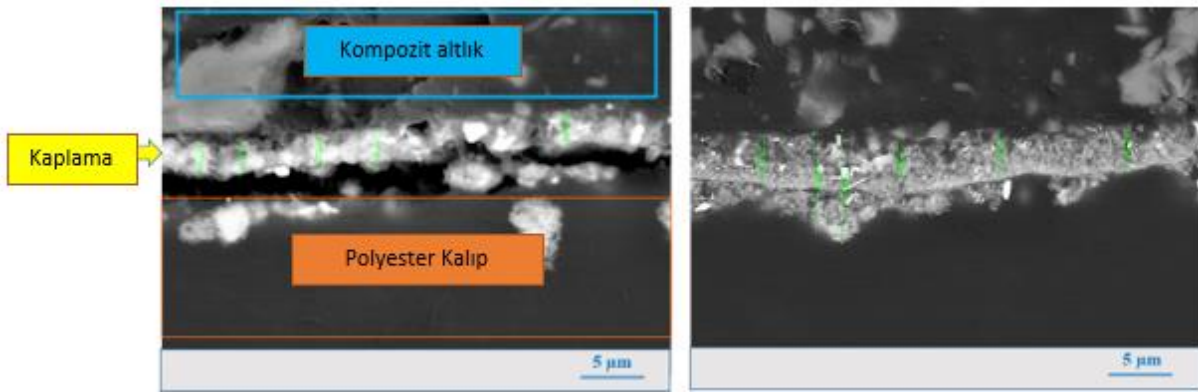 Kompozit altlık
Kaplama
Polyester Kalıp
5 μm
5 μm